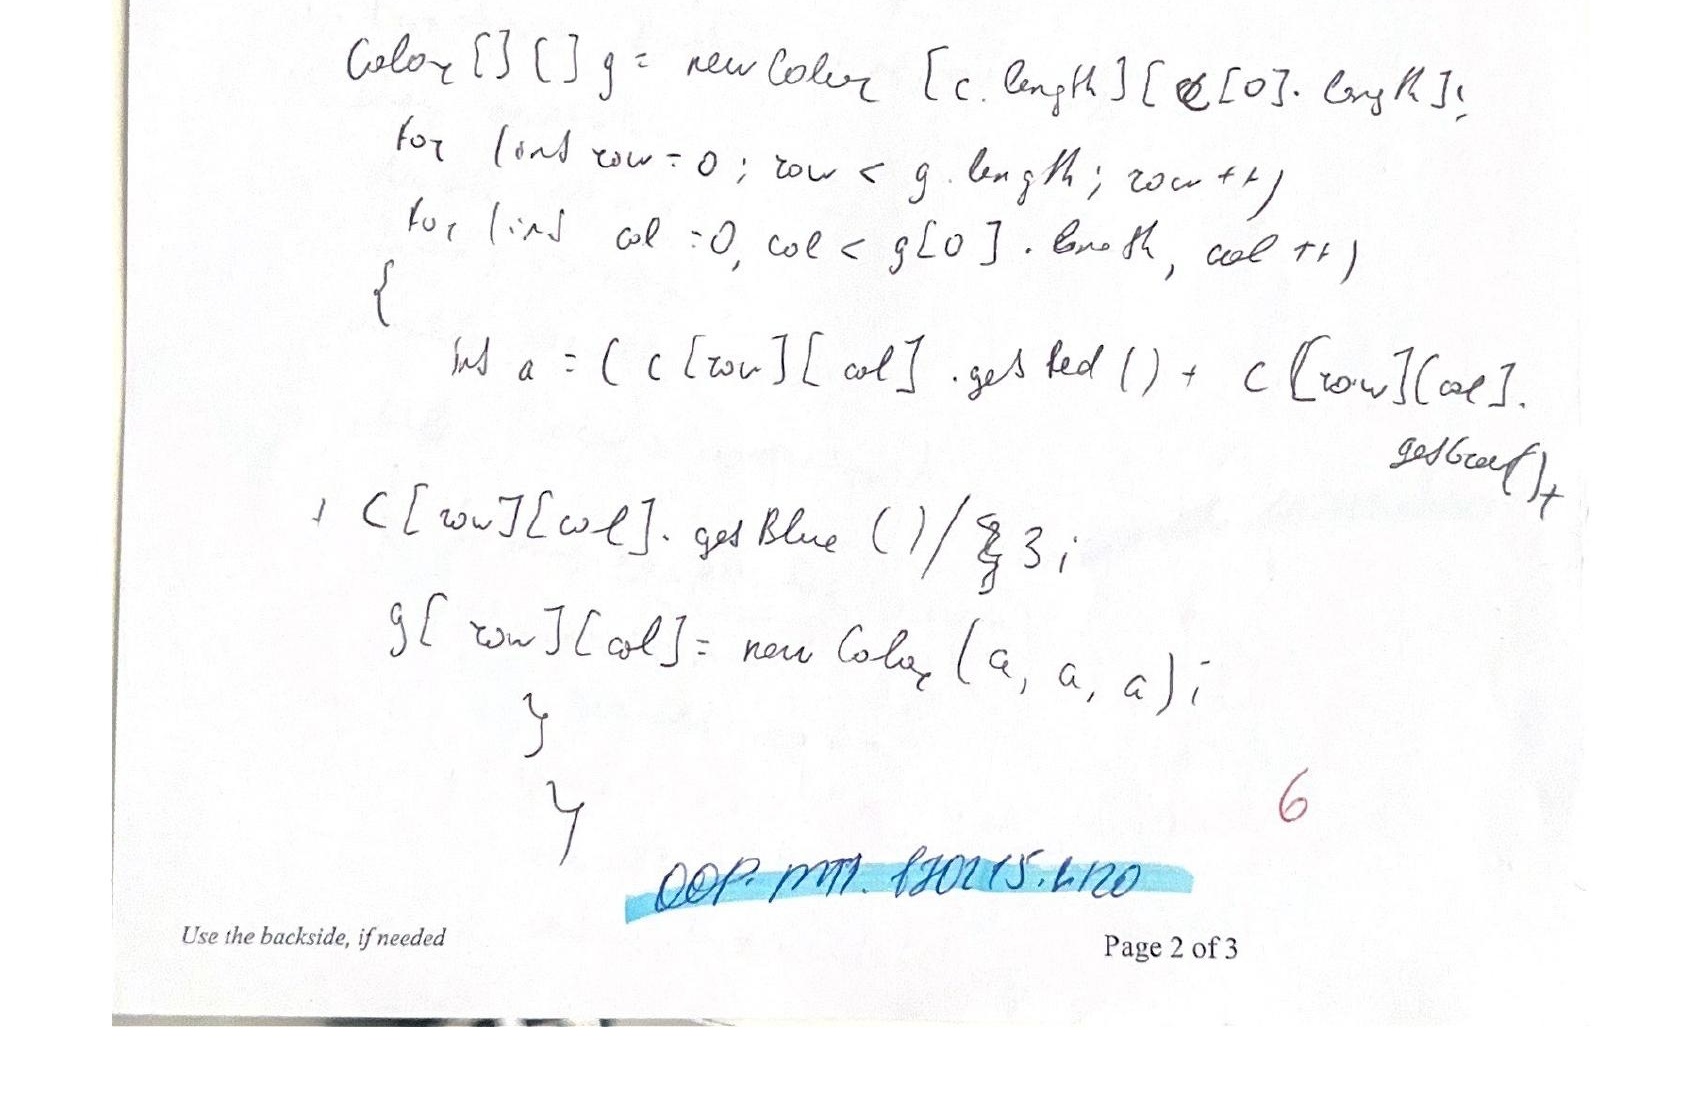 Color [] [] g = new Color [c.length][c[0].length];
for (int row = 0; row < g.length; row++)
for (int col = 0, col < g[0].length, col ++)
{
int a = (c[row][col].getRed() + c[row][col].
getGreen() +
+ c[row][col].getBlue()/3;
g[row][col] = new Color(a, a, a);
}
}
6
OOP. MT1.
Use the backside, if needed
Page 2 of 3